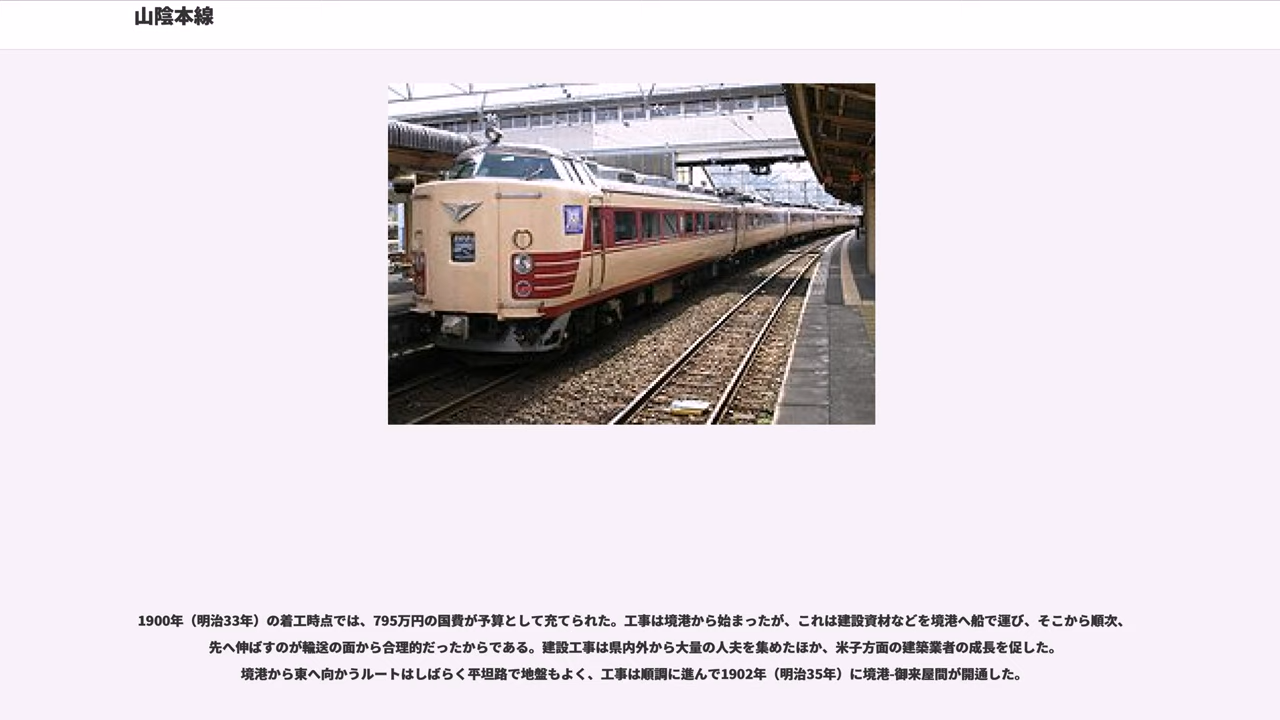 山陰本線
1900年（明治33年）の着工時点では、795万円の国費が予算として充てられた。工事は境港から始まったが、これは建設資材などを境港へ船で運び、そこから順次、
先へ伸ばすのが輸送の面から合理的だったからである。建設工事は県内外から大量の人夫を集めたほか、米子方面の建築業者の成長を促した。
境港から東へ向かうルートはしばらく平坦路で地盤もよく、工事は順調に進んで1902年（明治35年）に境港-御来屋間が開通した。